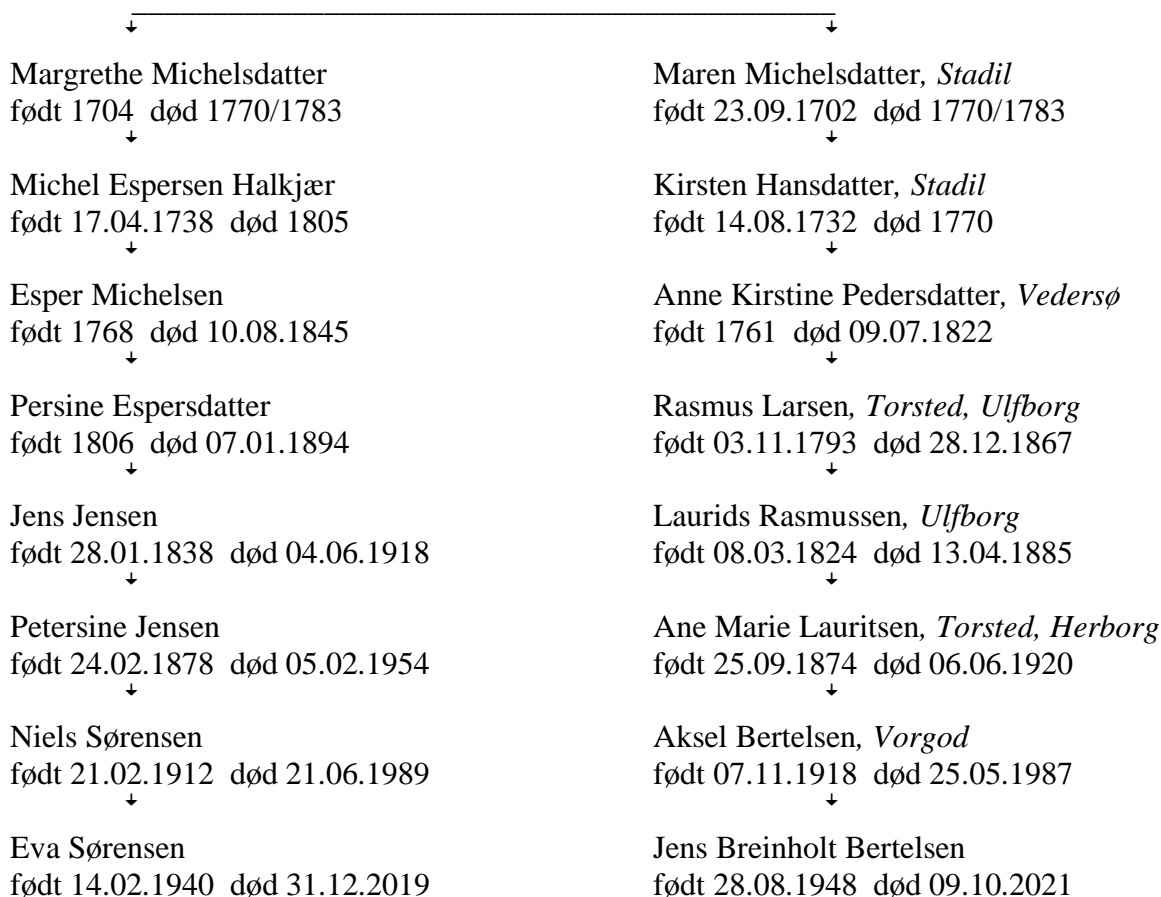 Margrethe Michelsdatter
født 1704 død 1770/1783
Michel Espersen Halkjær
født 17.04.1738 død 1805
Esper Michelsen
født 1768 død 10.08.1845
Persine Espersdatter
født 1806 død 07.01.1894
Jens Jensen
født 28.01.1838 død 04.06.1918
Petersine Jensen
født 24.02.1878 død 05.02.1954
Niels Sørensen
født 21.02.1912 død 21.06.1989
Eva Sørensen
født 14.02.1940 død 31.12.2019
Maren Michelsdatter, Stadil
født 23.09.1702 død 1770/1783
Kirsten Hansdatter, Stadil
født 14.08.1732 død 1770
Anne Kirstine Pedersdatter, Vedersø
født 1761 død 09.07.1822
Rasmus Larsen, Torsted, Ulfborg
født 03.11.1793 død 28.12.1867
Laurids Rasmussen, Ulfborg
født 08.03.1824 død 13.04.1885
Ane Marie Lauritsen, Torsted, Herborg
født 25.09.1874 død 06.06.1920
Aksel Bertelsen, Vorgod
født 07.11.1918 død 25.05.1987
Jens Breinholt Bertelsen
født 28.08.1948 død 09.10.2021